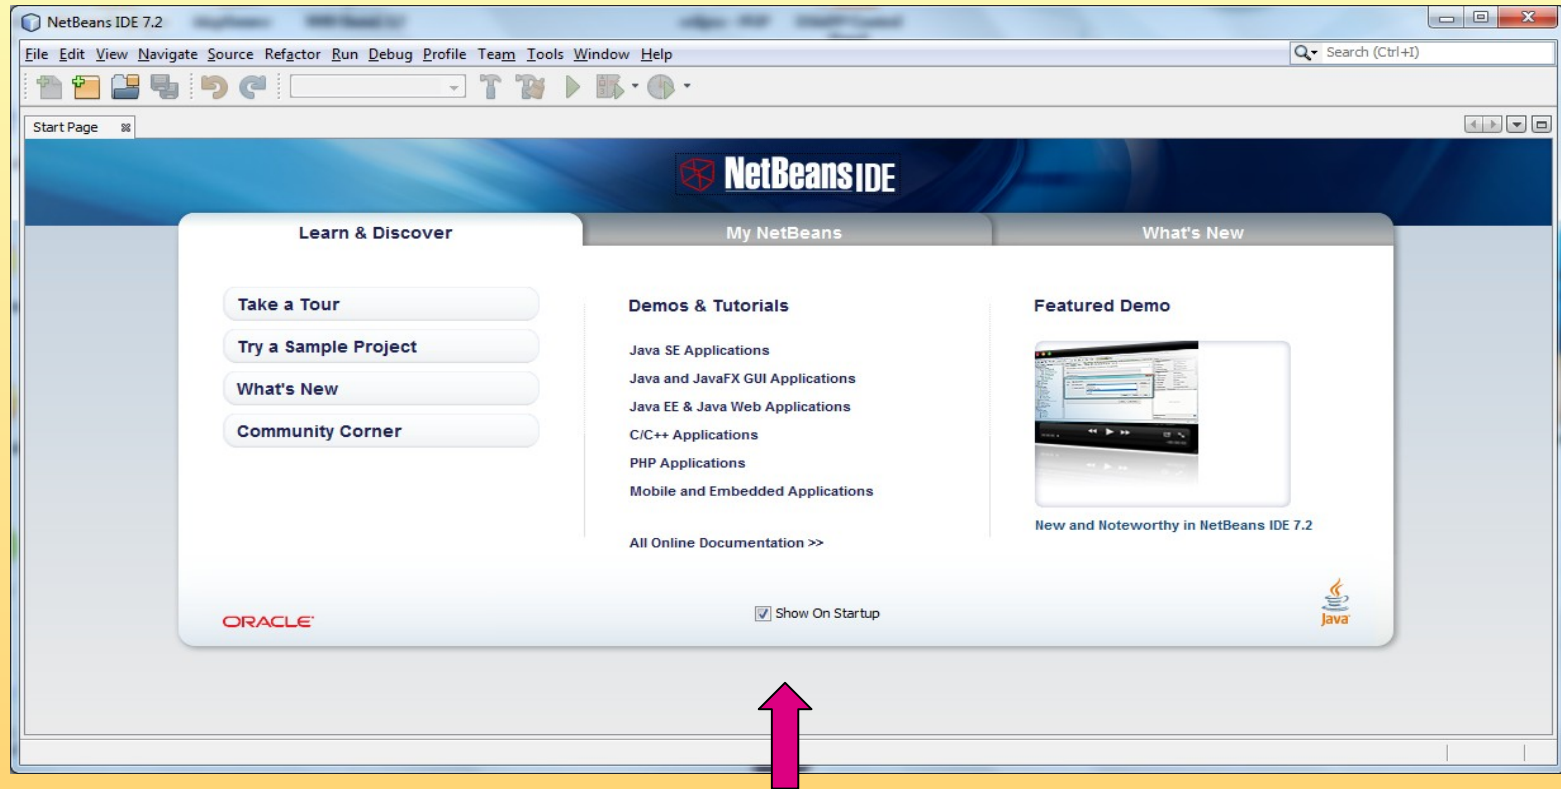 NetBeans IDE 7.2
File Edit View Navigate Source Refactor Run Debug Profile Team Tools Window Help
Search (Ctrl+I)
Start Page
NetBeans IDE
Learn & Discover
My NetBeans
What's New
Take a Tour
Try a Sample Project
What's New
Community Corner
Demos & Tutorials
Java SE Applications
Java and JavaFX GUI Applications
Java EE & Java Web Applications
C/C++ Applications
PHP Applications
Mobile and Embedded Applications
All Online Documentation >>
Featured Demo
New and Noteworthy in NetBeans IDE 7.2
ORACLE
Show On Startup
Java